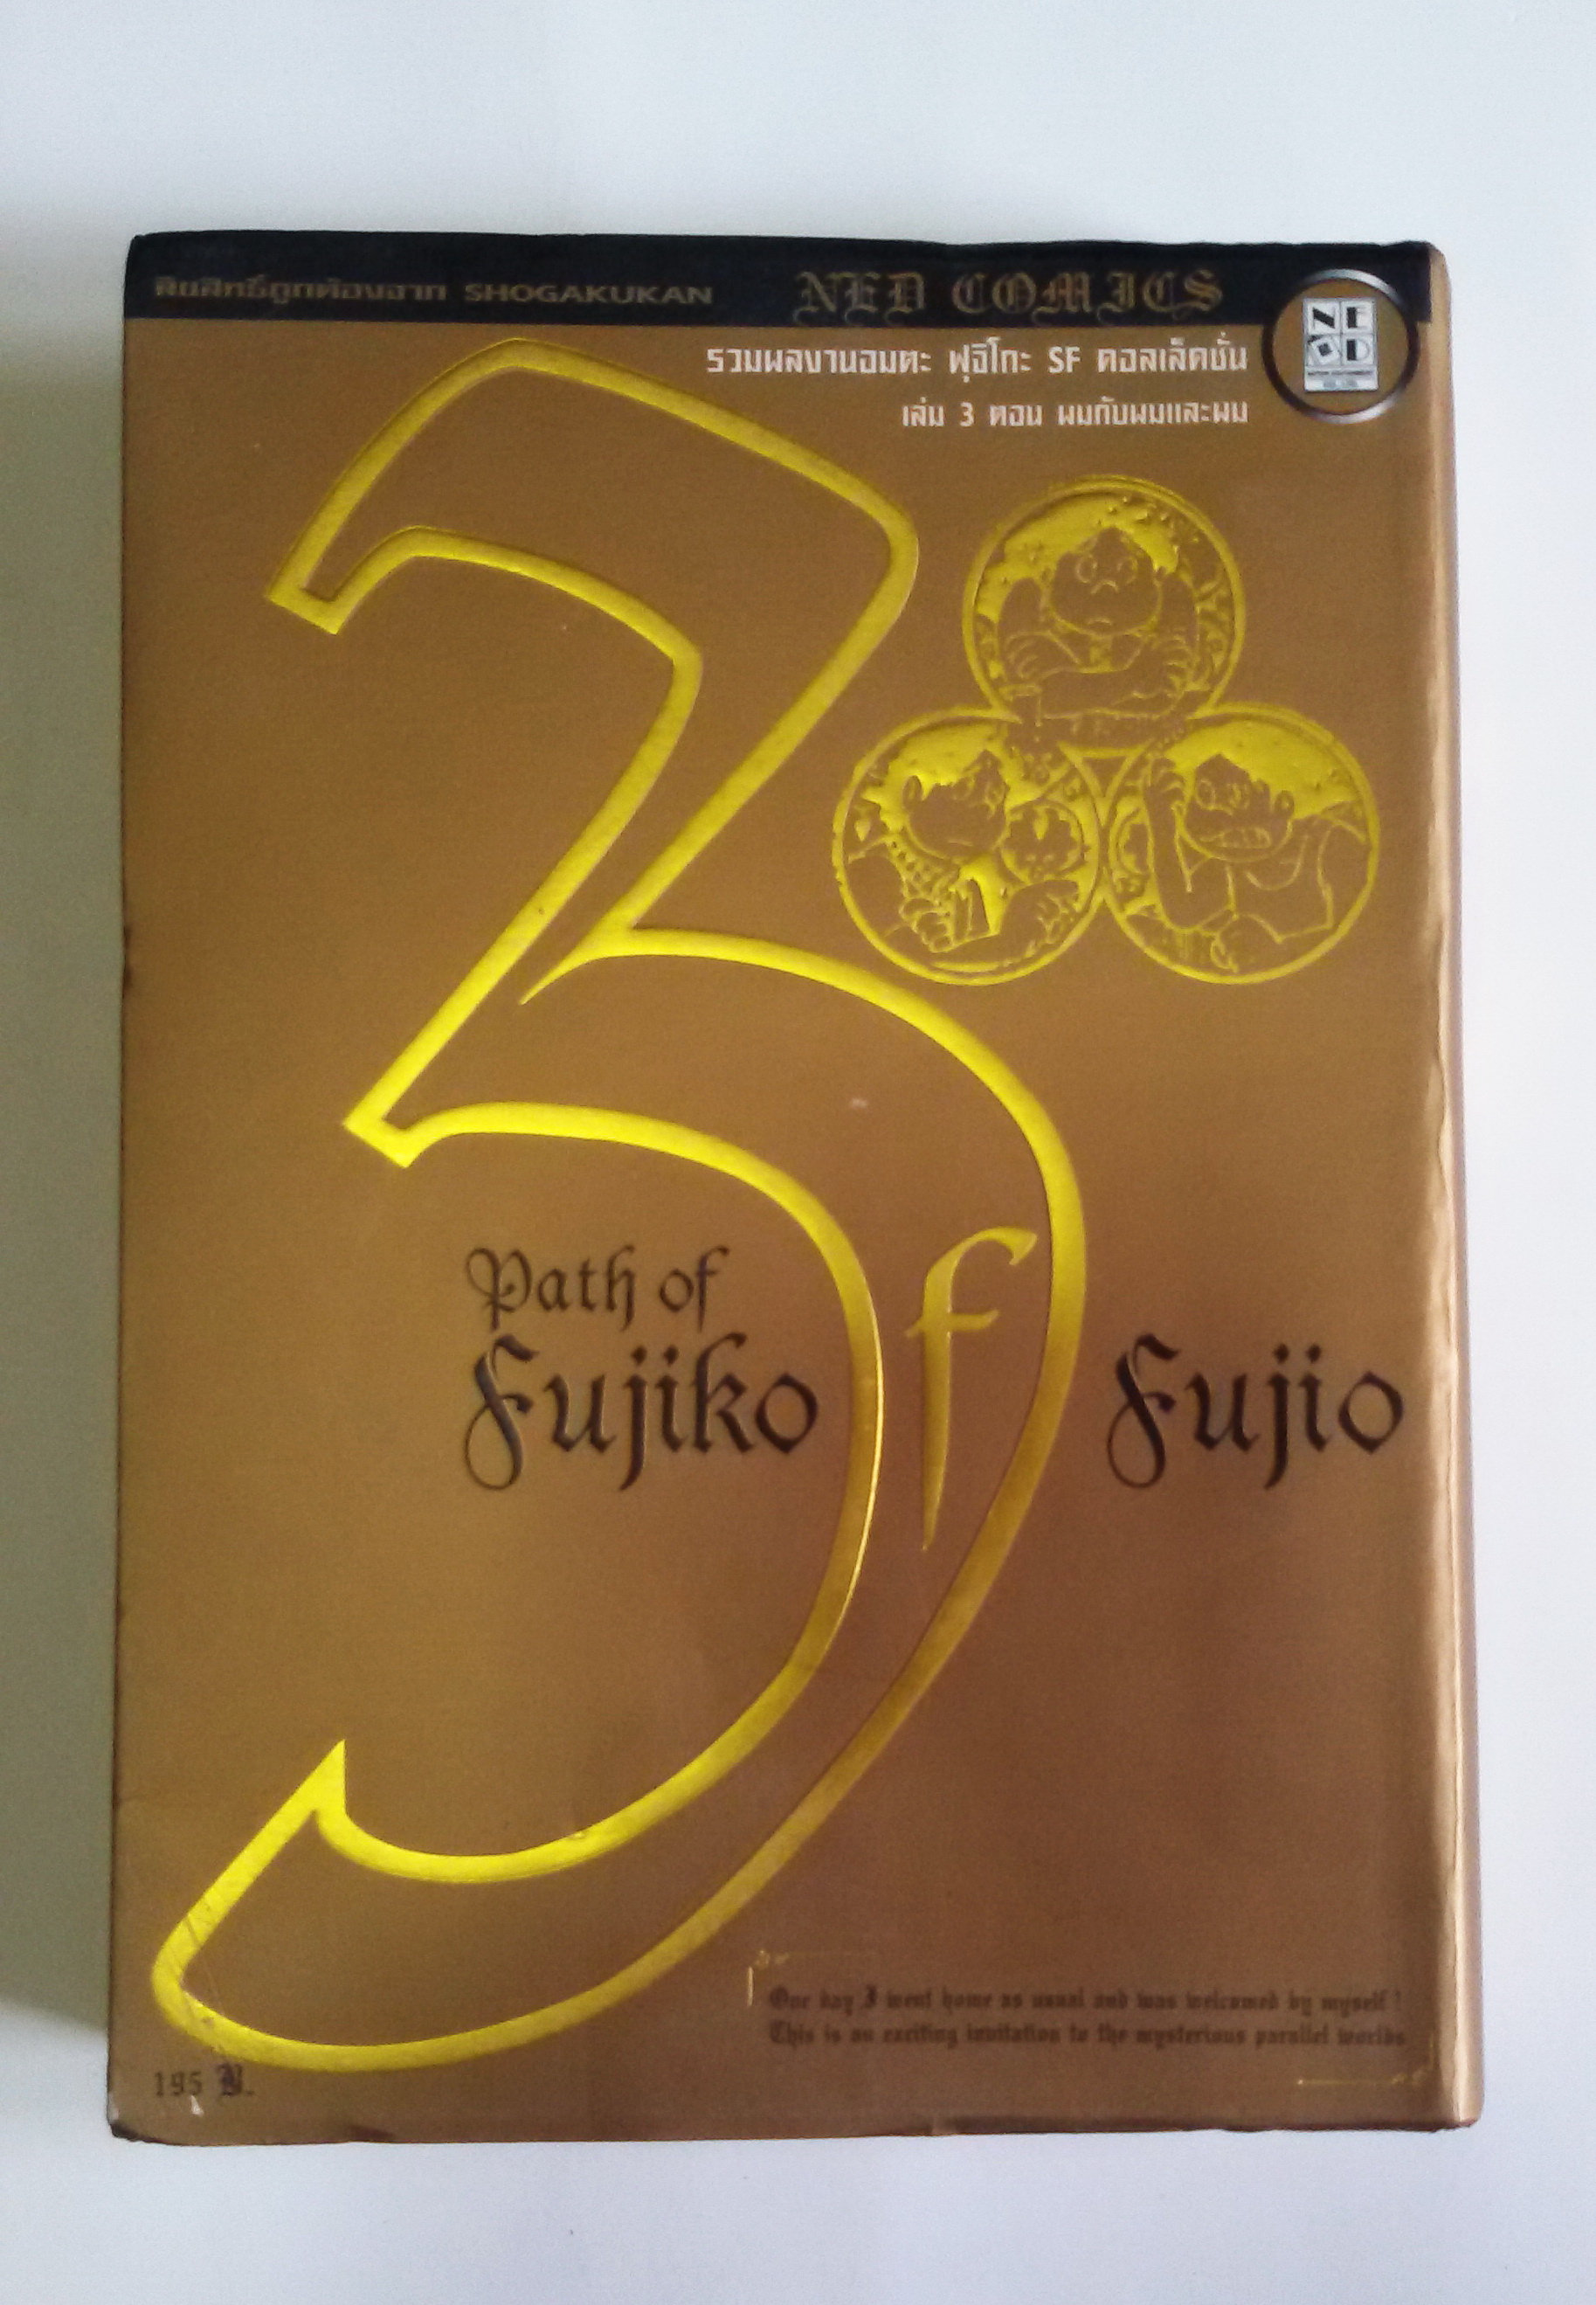 ลิขสิทธิ์ถูกต้องจาก SHOGAKUKAN
NED COMICS
NE
D
รวมผลงานอมตะ ฟุจิโกะ SF คอลเล็คชั่น
เล่ม 3 ตอน ผมกับผมและผม
3
Path of
Fujiko f Fujio
One day I went home as usual and was welcomed by myself !
This is an exciting invitation to the mysterious parallel worlds
195 B.